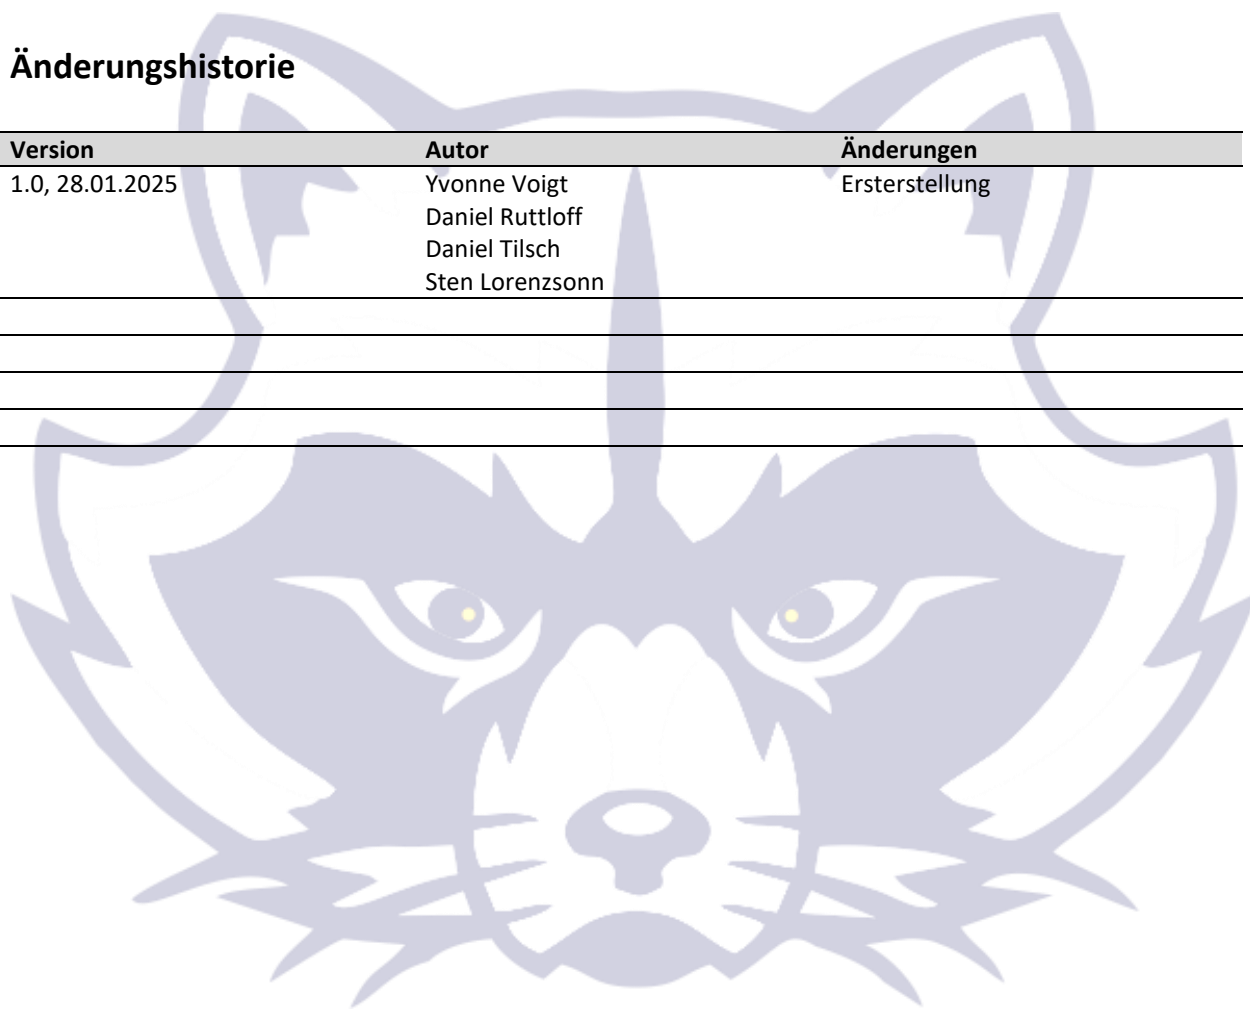 Änderungshistorie
Version Autor Änderungen
1.0, 28.01.2025 Yvonne Voigt Ersterstellung
Daniel Ruttloff
Daniel Tilsch
Sten Lorenzsonn